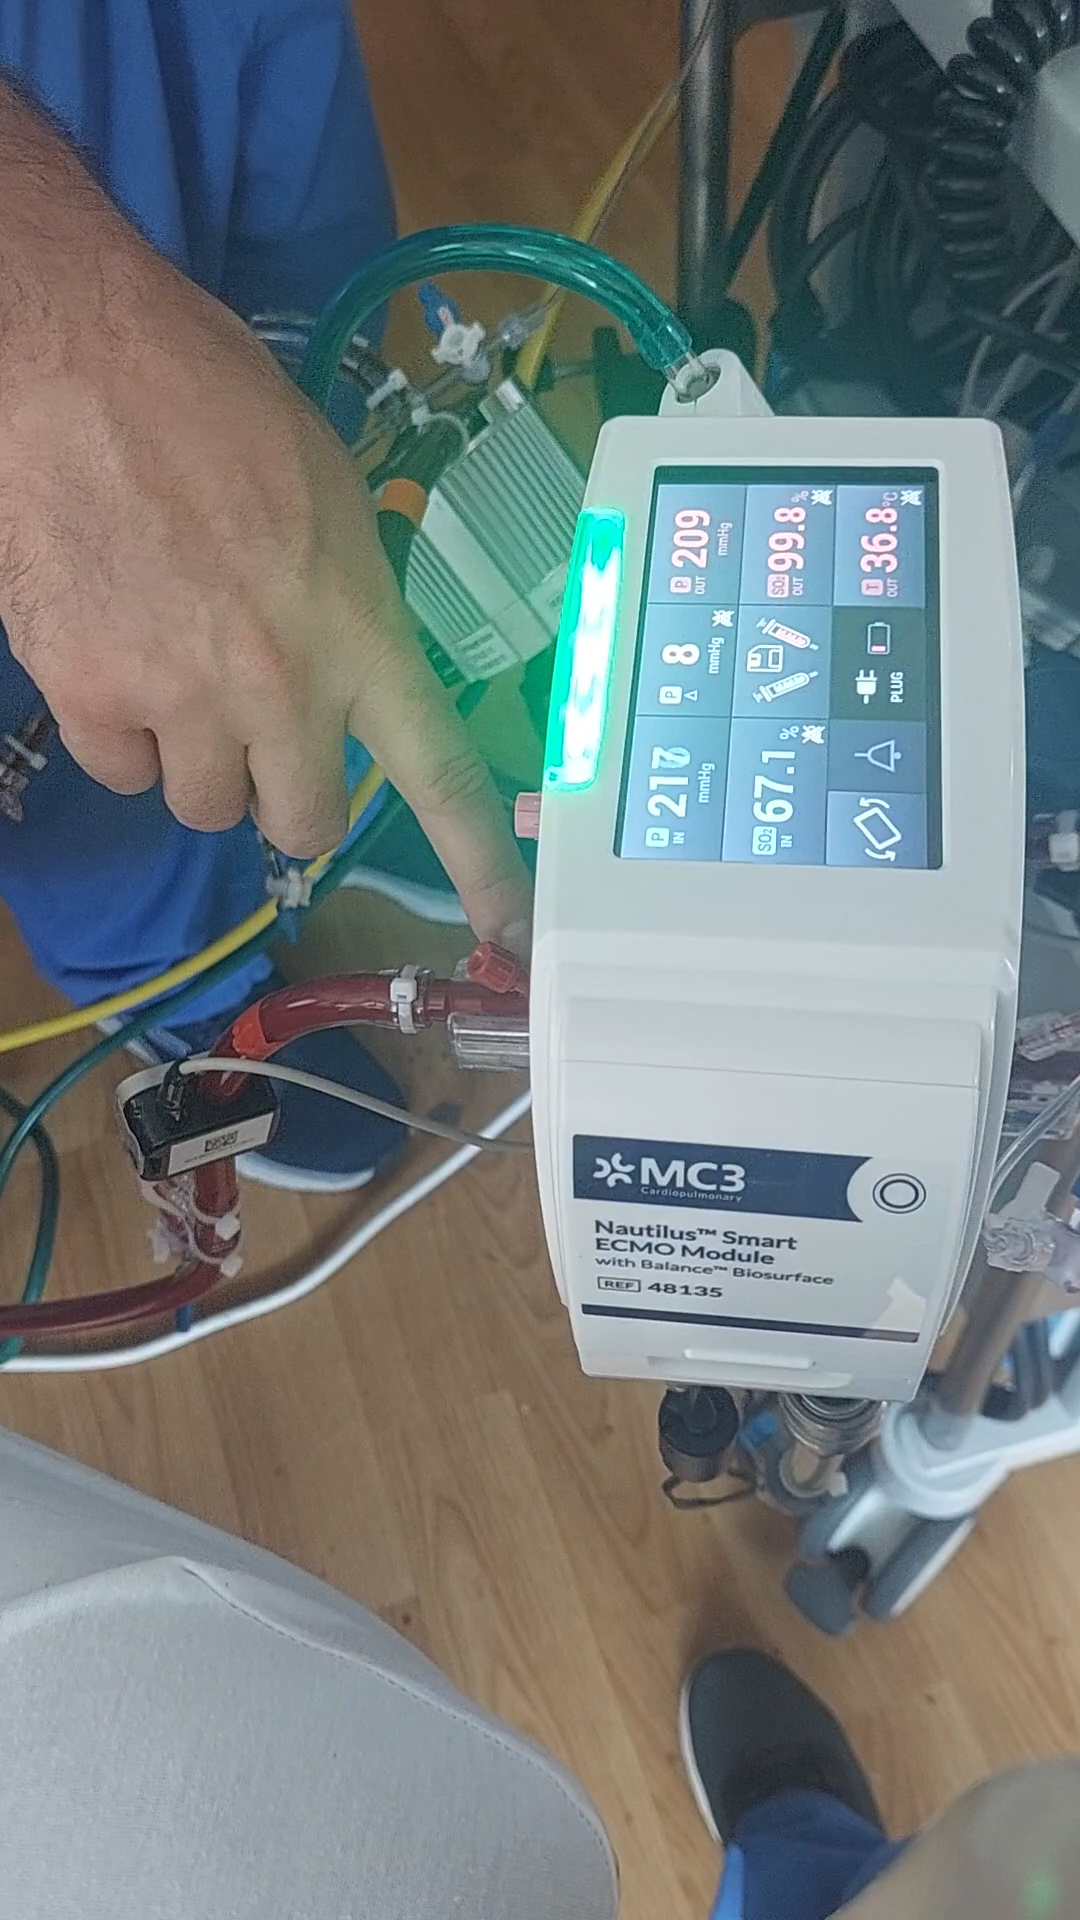 P OUT 209 mmHg
SO₂ OUT 99.8 %
T OUT 36.8 °C
P △ 8 mmHg
PLUG
P IN mmHg
SO₂ IN 67.1 %
MC3
Cardiopulmonary
Nautilus™ Smart
ECMO Module
with Balance™ Biosurface
REF 48135